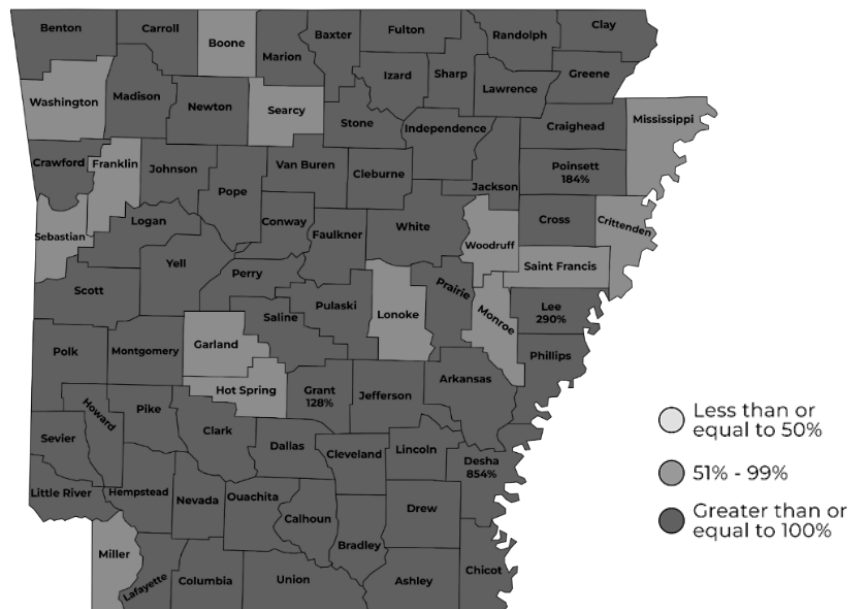 Benton
Carroll
Boone
Marion
Baxter
Fulton
Randolph
Clay
Washington
Madison
Newton
Searcy
Stone
Izard
Sharp
Lawrence
Greene
Independence
Craighead
Mississippi
Crawford
Franklin
Johnson
Pope
Van Buren
Cleburne
Jackson
Poinsett
184%
Sebastian
Logan
Conway
Faulkner
White
Woodruff
Cross
Crittenden
Scott
Yell
Perry
Pulaski
Saline
Lonoke
Prairie
Monroe
Saint Francis
Lee
290%
Phillips
Polk
Montgomery
Garland
Hot Spring
Grant
128%
Jefferson
Arkansas
Howard
Pike
Clark
Dallas
Cleveland
Lincoln
Desha
854%
Sevier
Little River
Hempstead
Nevada
Ouachita
Calhoun
Bradley
Drew
Miller
Lafayette
Columbia
Union
Ashley
Chicot
Less than or
equal to 50%
51% - 99%
Greater than or
equal to 100%